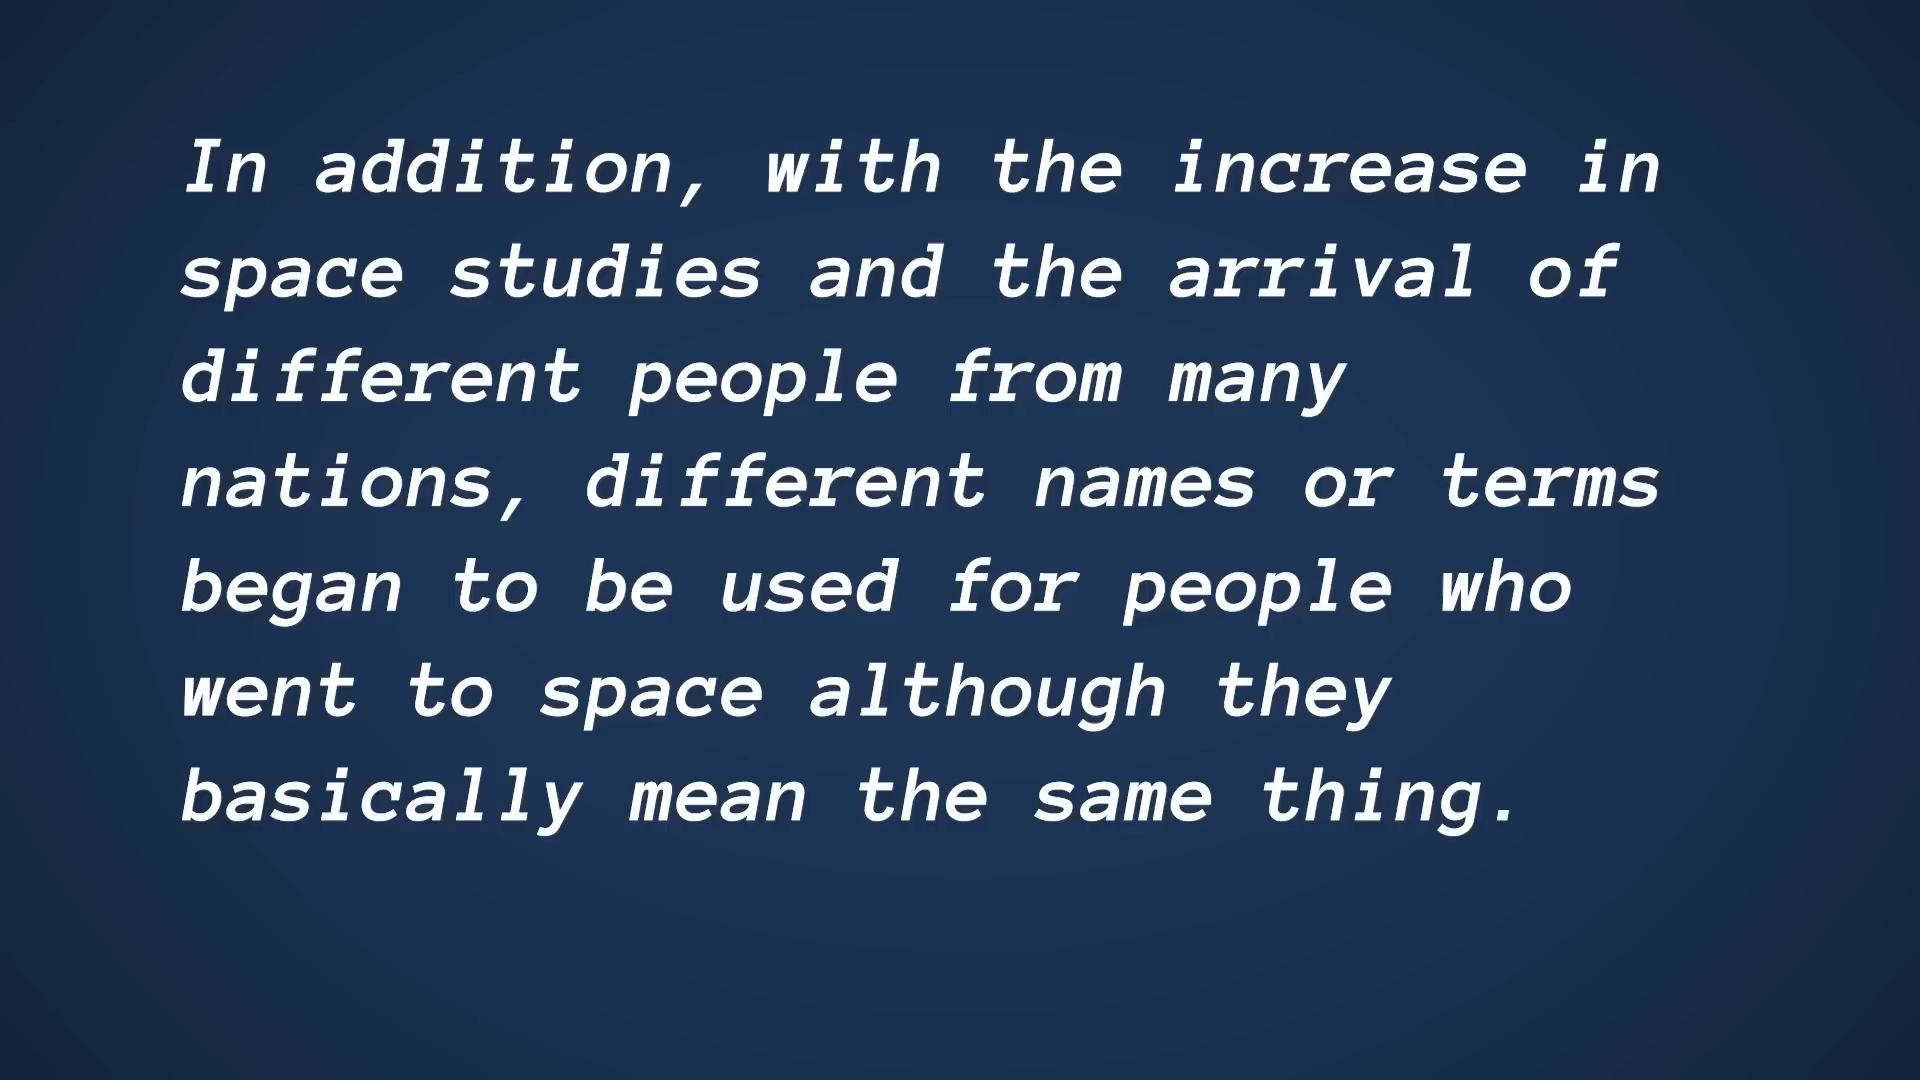 In addition, with the increase in
space studies and the arrival of
different people from many
nations, different names or terms
began to be used for people who
went to space although they
basically mean the same thing.